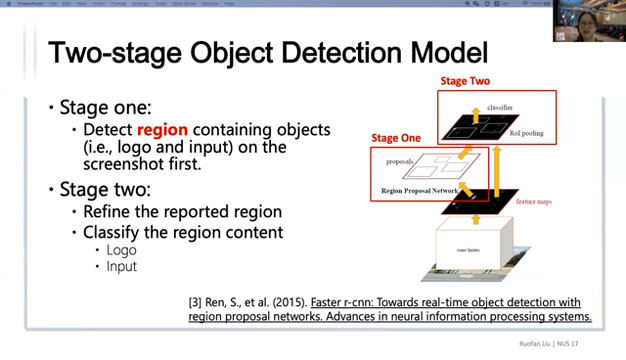 Two-stage Object Detection Model
• Stage one:
• Detect region containing objects
(i.e., logo and input) on the
screenshot first.
• Stage two:
• Refine the reported region
• Classify the region content
• Logo
• Input
Stage Two
classifier
RoI pooling
Stage One
proposals
Region Proposal Network
feature maps
conv layers
image
[3] Ren, S., et al. (2015). Faster r-cnn: Towards real-time object detection with
region proposal networks. Advances in neural information processing systems.
Ruofan Liu | NUS 17